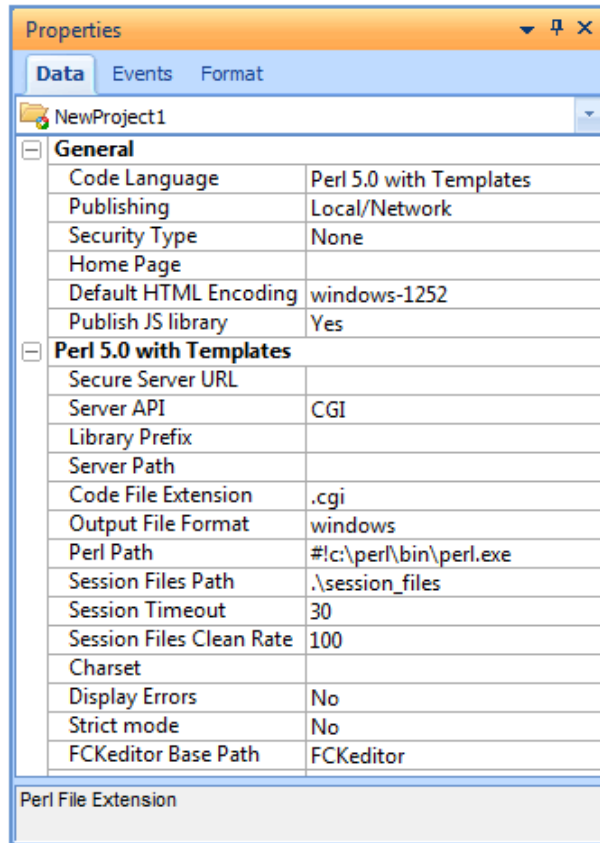 Properties
Data Events Format
NewProject1
General
Code Language Perl 5.0 with Templates
Publishing Local/Network
Security Type None
Home Page
Default HTML Encoding windows-1252
Publish JS library Yes
Perl 5.0 with Templates
Secure Server URL
Server API CGI
Library Prefix
Server Path
Code File Extension .cgi
Output File Format windows
Perl Path #!c:\perl\bin\perl.exe
Session Files Path .\session_files
Session Timeout 30
Session Files Clean Rate 100
Charset
Display Errors No
Strict mode No
FCKeditor Base Path FCKeditor
Perl File Extension